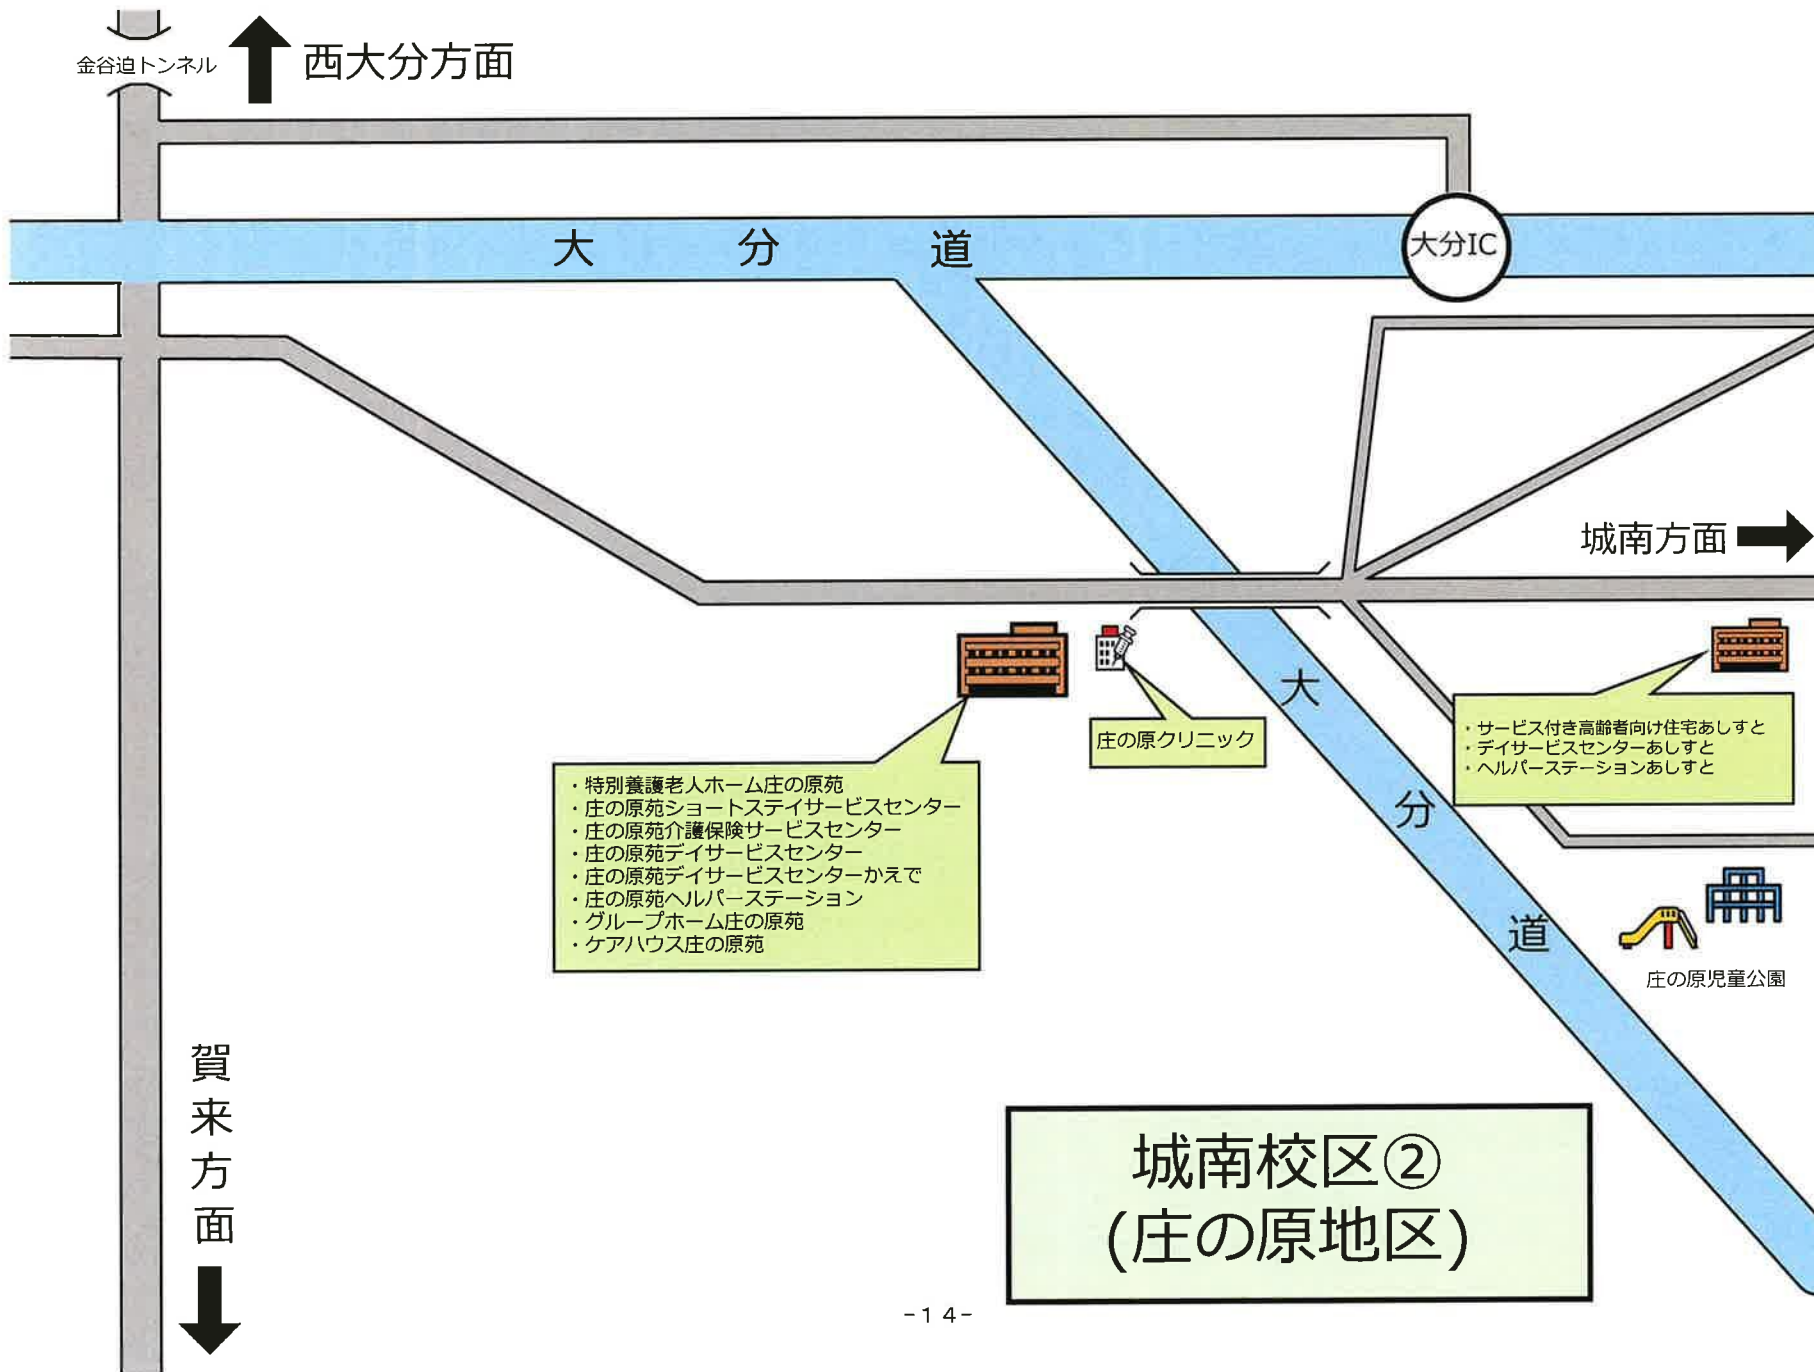 金谷迫トンネル
西大分方面
大分道
大分IC
城南方面
大分道
庄の原クリニック
・サービス付き高齢者向け住宅あしすと
・デイサービスセンターあしすと
・ヘルパーステーションあしすと
・特別養護老人ホーム庄の原苑
・庄の原苑ショートステイサービスセンター
・庄の原苑介護保険サービスセンター
・庄の原苑デイサービスセンター
・庄の原苑デイサービスセンターかえで
・庄の原苑ヘルパーステーション
・グループホーム庄の原苑
・ケアハウス庄の原苑
庄の原児童公園
賀来方面
城南校区②
(庄の原地区)
-14-